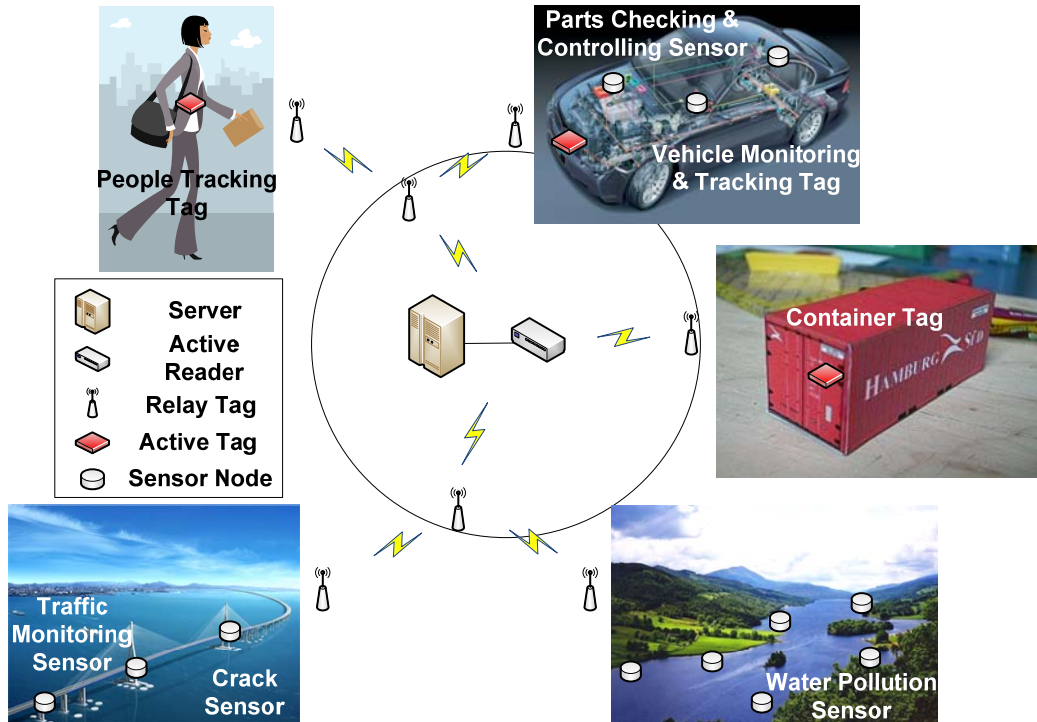 Parts Checking &
Controlling Sensor
Vehicle Monitoring
& Tracking Tag
People Tracking
Tag
Server
Active
Reader
Relay Tag
Active Tag
Sensor Node
Container Tag
HAMBURG SÜD
Traffic
Monitoring
Sensor
Crack
Sensor
Water Pollution
Sensor